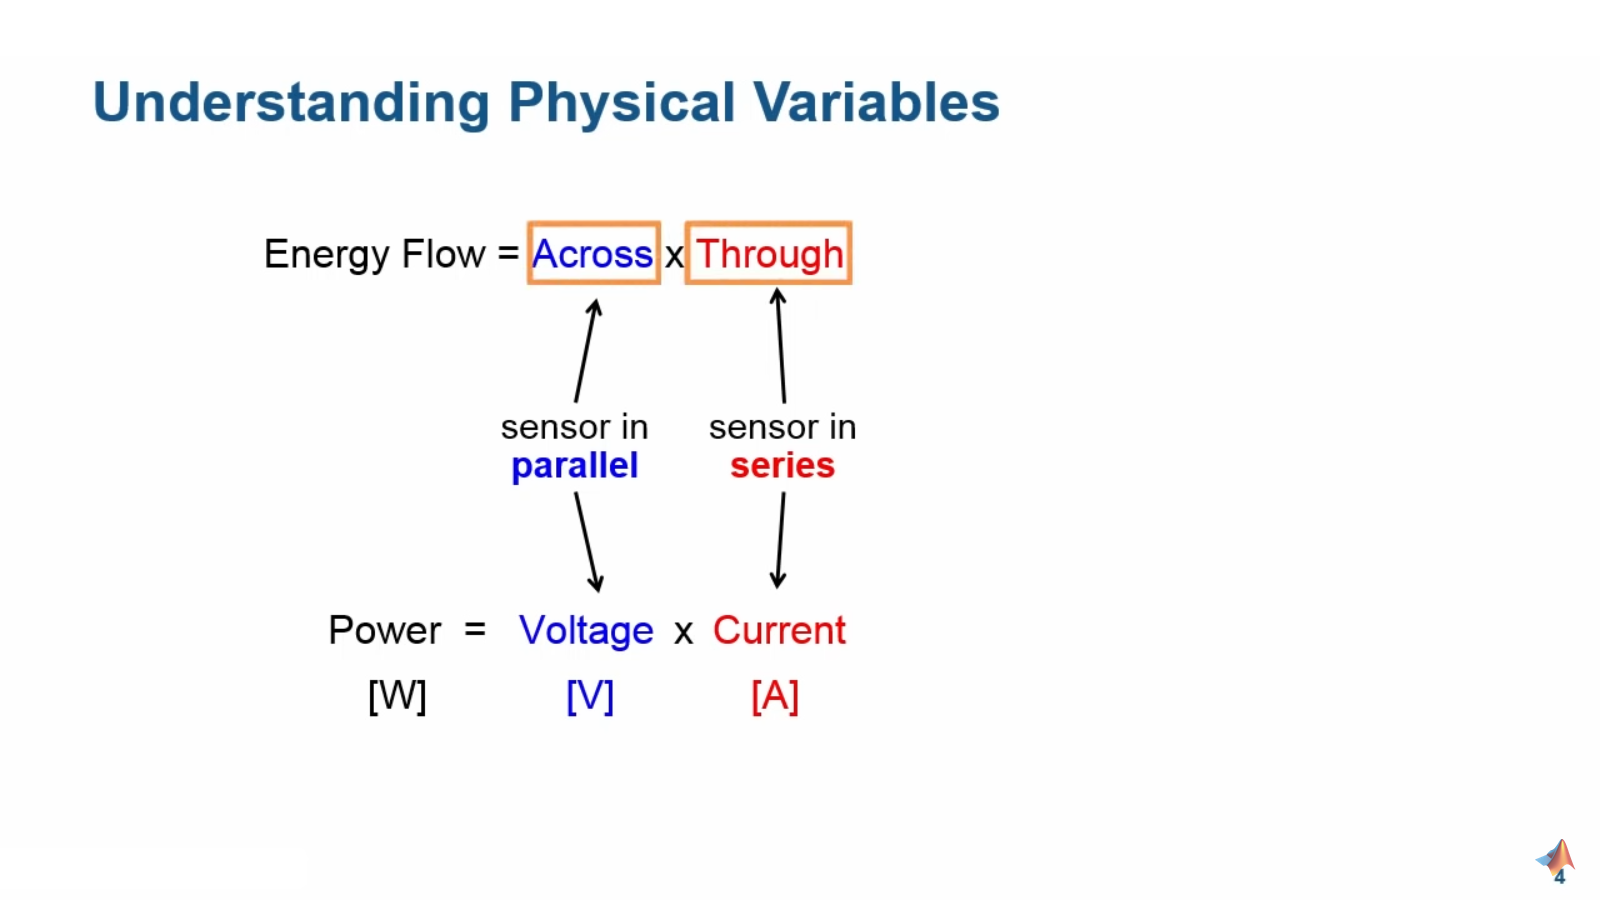 Understanding Physical Variables
Energy Flow = Across x Through
sensor in sensor in
parallel series
Power = Voltage x Current
[W] [V] [A]
4